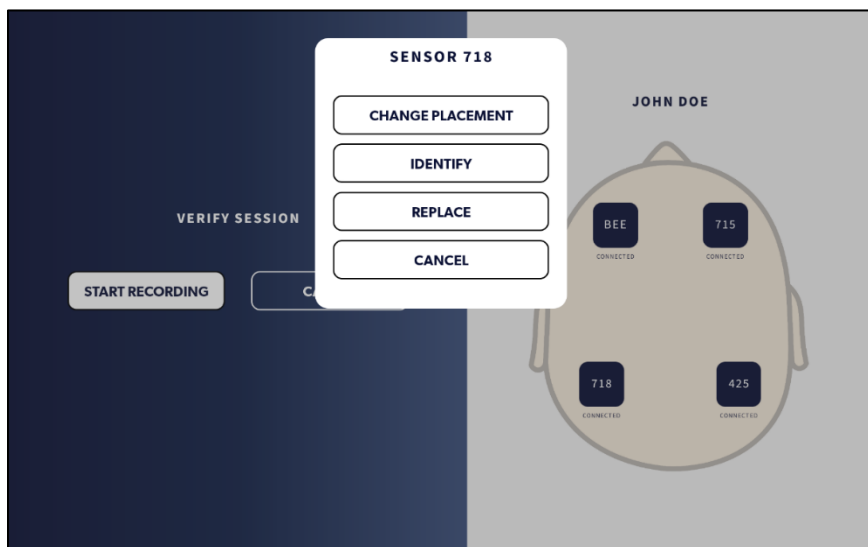 SENSOR 718
CHANGE PLACEMENT
IDENTIFY
REPLACE
CANCEL
VERIFY SESSION
START RECORDING
JOHN DOE
BEE
CONNECTED
715
CONNECTED
718
CONNECTED
425
CONNECTED